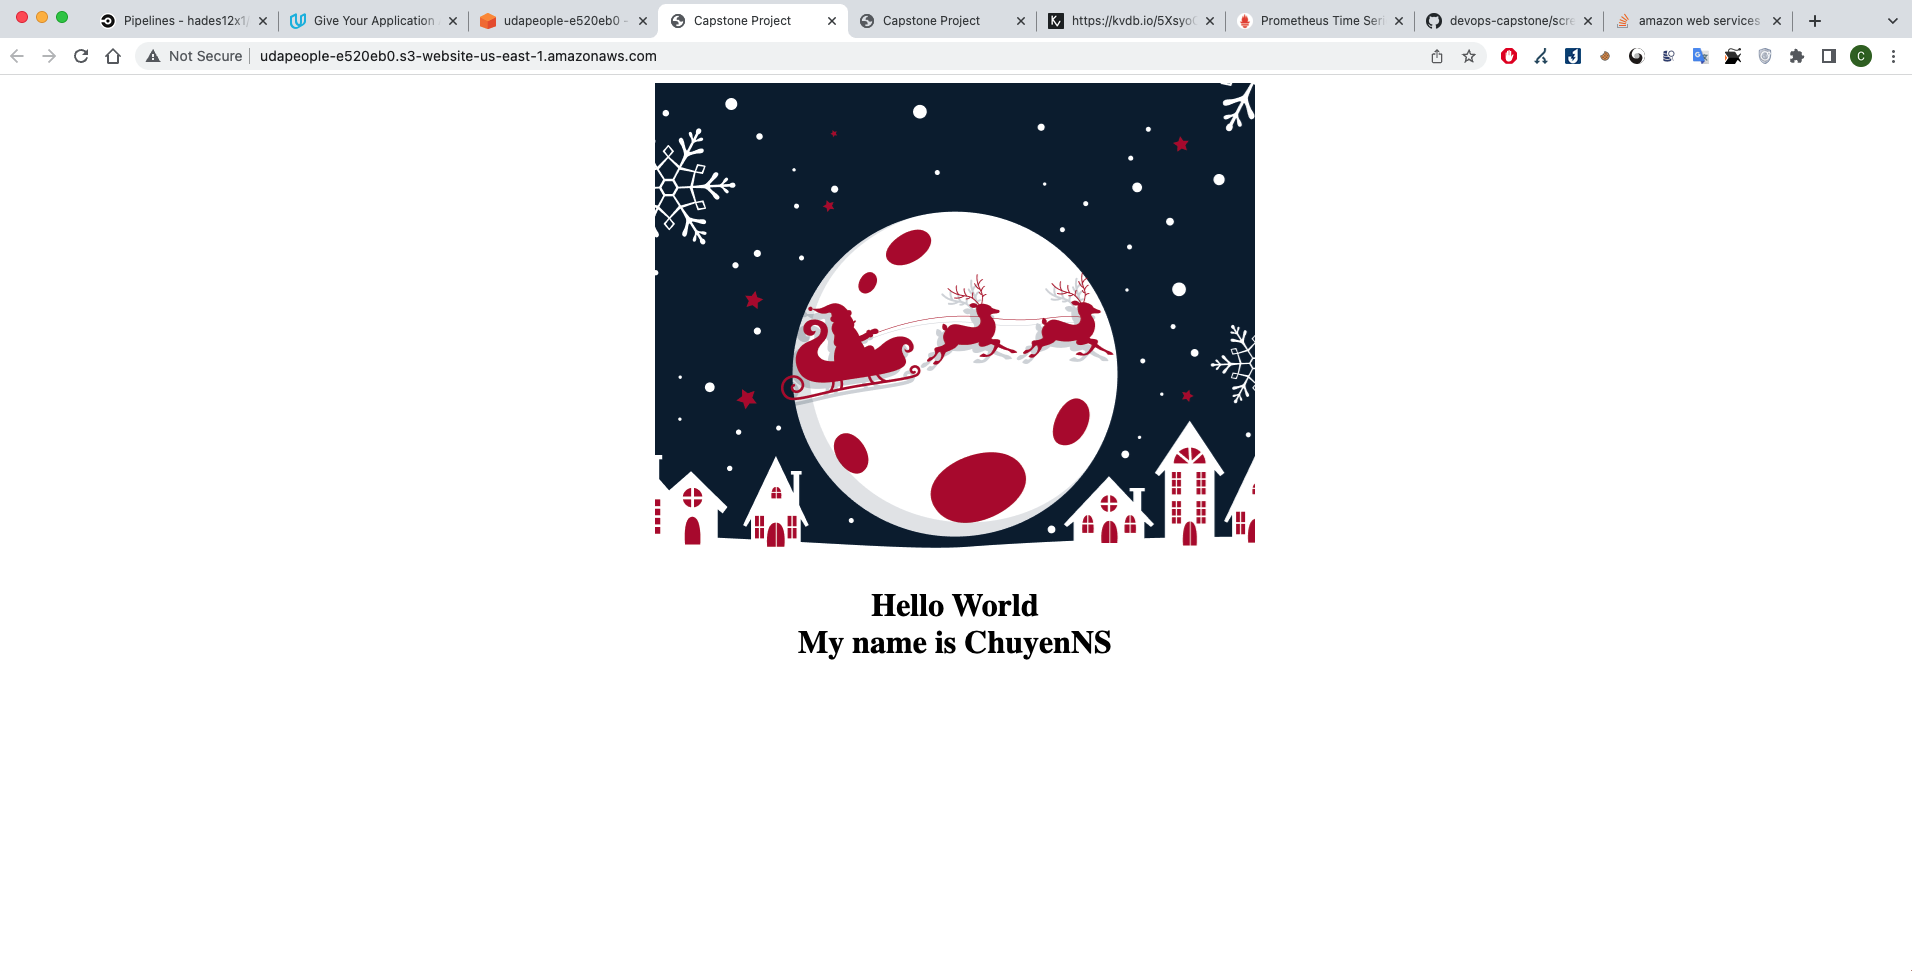 Pipelines - hades12x1/
Give Your Application
udapeople-e520eb0 -
Capstone Project
Capstone Project
https://kvdb.io/5Xsyo
Prometheus Time Seri
devops-capstone/scre
amazon web services
Not Secure
udapeople-e520eb0.s3-website-us-east-1.amazonaws.com
C
Hello World
My name is ChuyenNS